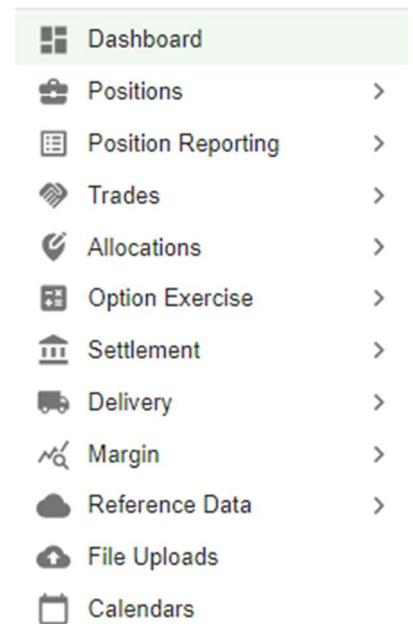 Dashboard
Positions
Position Reporting
Trades
Allocations
Option Exercise
Settlement
Delivery
Margin
Reference Data
File Uploads
Calendars